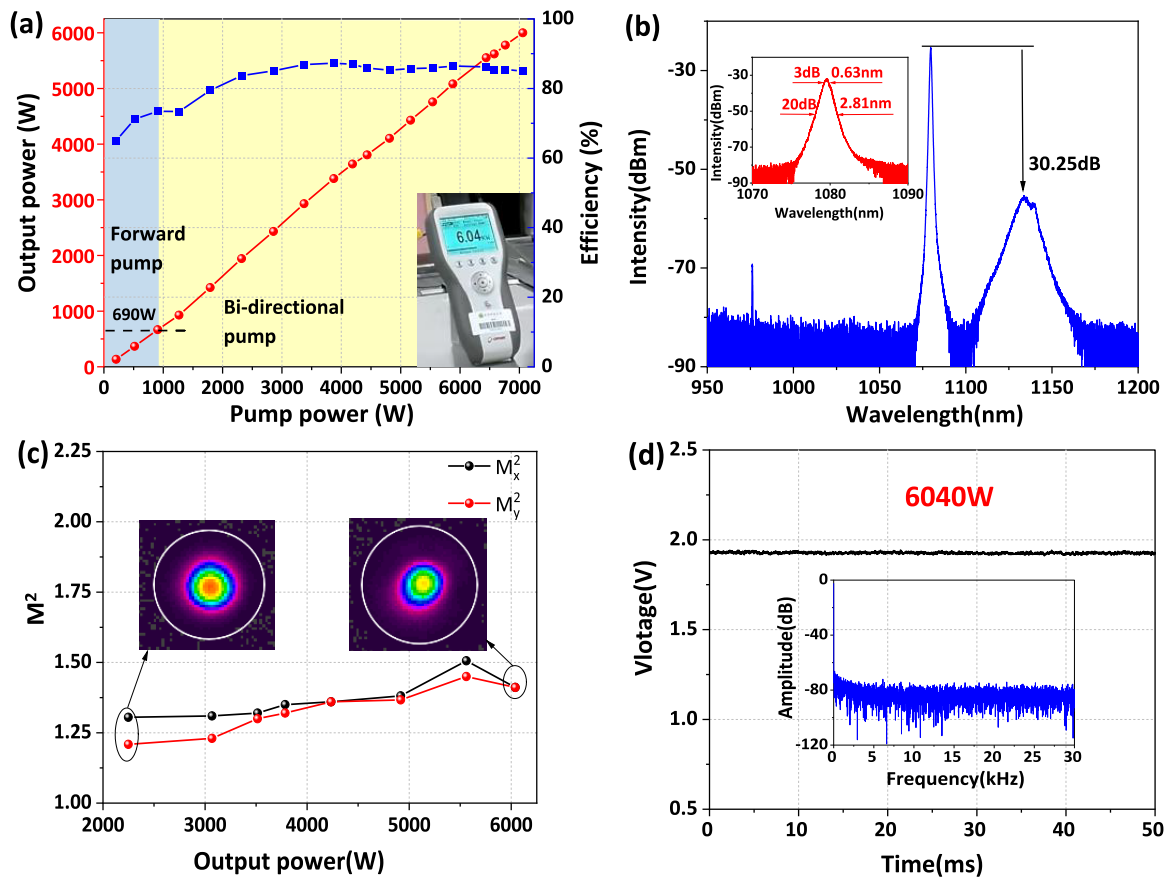 (a)
Output power (W)
6000
5000
4000
3000
2000
1000
0
100
80
60
40
20
0
Efficiency (%)
Forward
pump
690W
Bi-directional
pump
6.04
0 1000 2000 3000 4000 5000 6000 7000
Pump power (W)
(b)
Intensity(dBm)
-30
-50
-70
-90
Intensity(dBm)
-30
-50
-70
-90
3dB 0.63nm
20dB 2.81nm
1070 1080 1090
Wavelength(nm)
30.25dB
950 1000 1050 1100 1150 1200
Wavelength(nm)
(c)
M²
2.25
2.00
1.75
1.50
1.25
1.00
M²x
M²y
2000 3000 4000 5000 6000
Output power(W)
(d)
Vlotage(V)
2.5
2.0
1.5
1.0
0.5
6040W
Amplitude(dB)
0
-40
-80
-120
0 5 10 15 20 25 30
Frequency(kHz)
0 10 20 30 40 50
Time(ms)